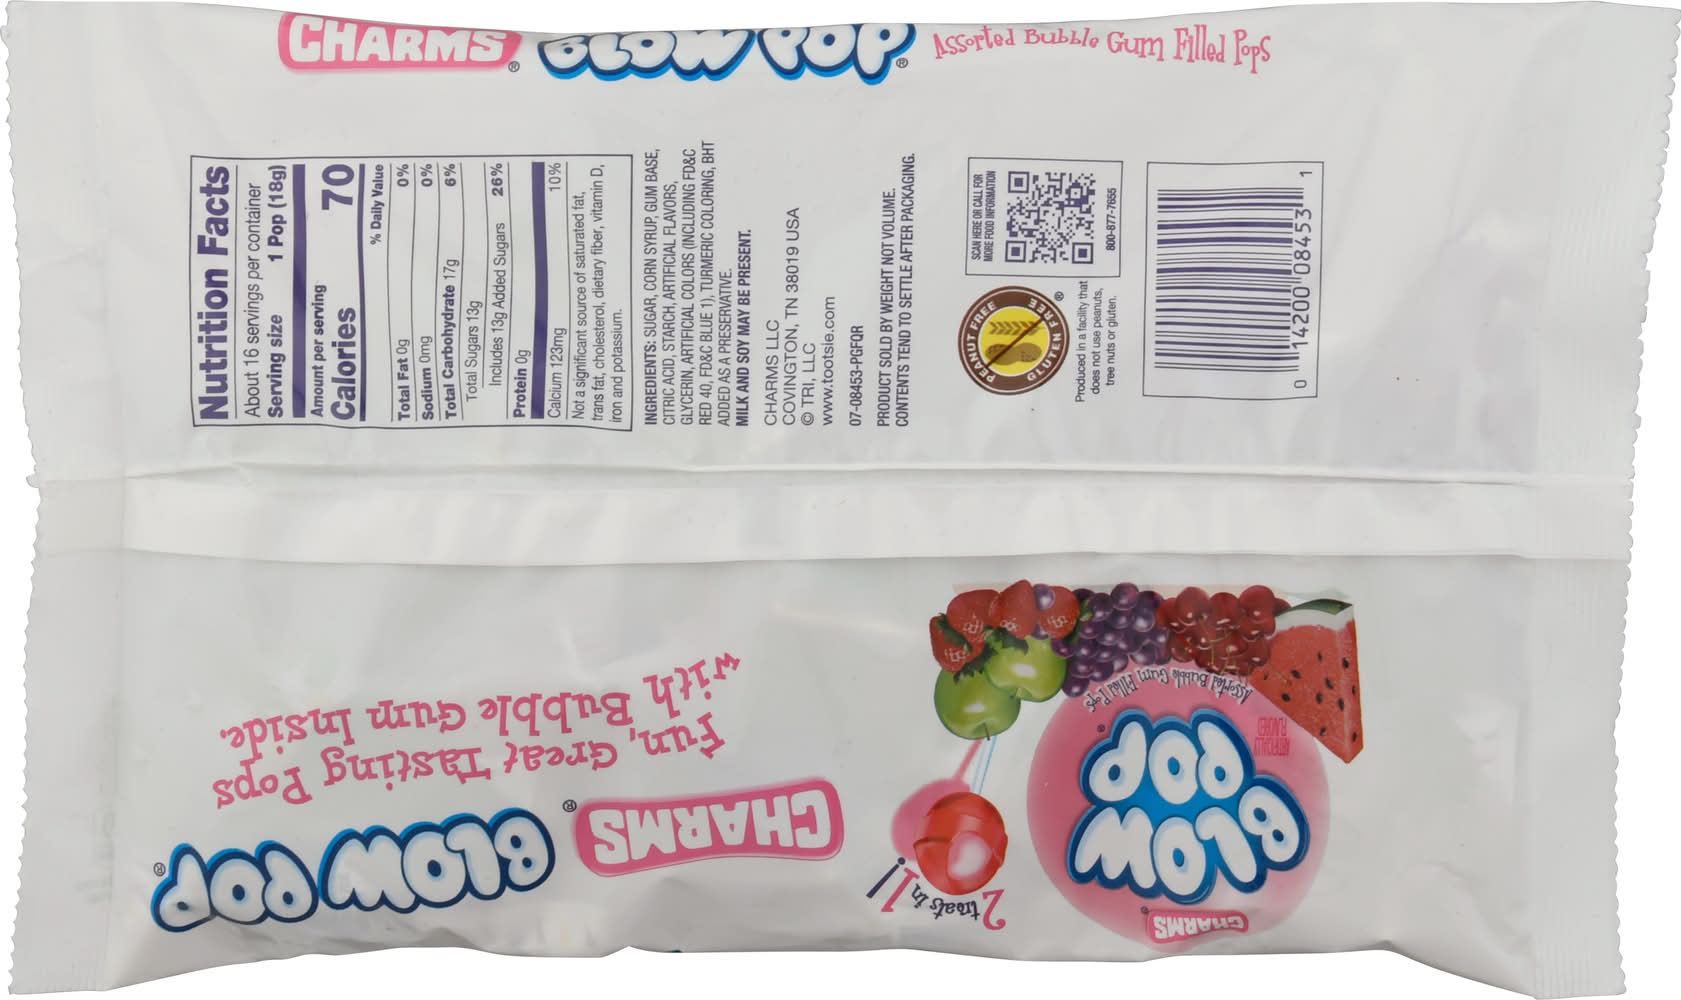 CHARMS® BLOW POP® Assorted Bubble Gum Filled Pops
Nutrition Facts
About 16 servings per container
Serving size 1 Pop (18g)
Amount per serving
Calories 70
% Daily Value
Total Fat 0g 0%
Sodium 0mg 0%
Total Carbohydrate 17g 6%
Total Sugars 13g
Includes 13g Added Sugars 26%
Protein 0g
Calcium 123mg 10%
Not a significant source of saturated fat,
trans fat, cholesterol, dietary fiber, vitamin D,
iron and potassium.
INGREDIENTS: SUGAR, CORN SYRUP, GUM BASE,
CITRIC ACID, STARCH, ARTIFICIAL FLAVORS,
GLYCERIN, ARTIFICIAL COLORS (INCLUDING FD&C
RED 40, FD&C BLUE 1), TURMERIC COLORING, BHT
ADDED AS A PRESERVATIVE.
MILK AND SOY MAY BE PRESENT.
CHARMS LLC
COVINGTON, TN 38019 USA
© TRI, LLC
www.tootsie.com
07-08453-PGFQR
PRODUCT SOLD BY WEIGHT NOT VOLUME.
CONTENTS TEND TO SETTLE AFTER PACKAGING.
SCAN HERE OR CALL FOR
MORE FOOD INFORMATION
800-877-7655
PEANUT FREE
GLUTEN FREE
®
Produced in a facility that
does not use peanuts,
tree nuts or gluten.
0 14200 08453 1
CHARMS® BLOW POP®
Fun, Great Tasting Pops
with Bubble Gum Inside.
2
treats in
1!
CHARMS®
BLOW
POP®
ARTIFICIALLY
FLAVORED
Assorted Bubble Gum Filled Pops